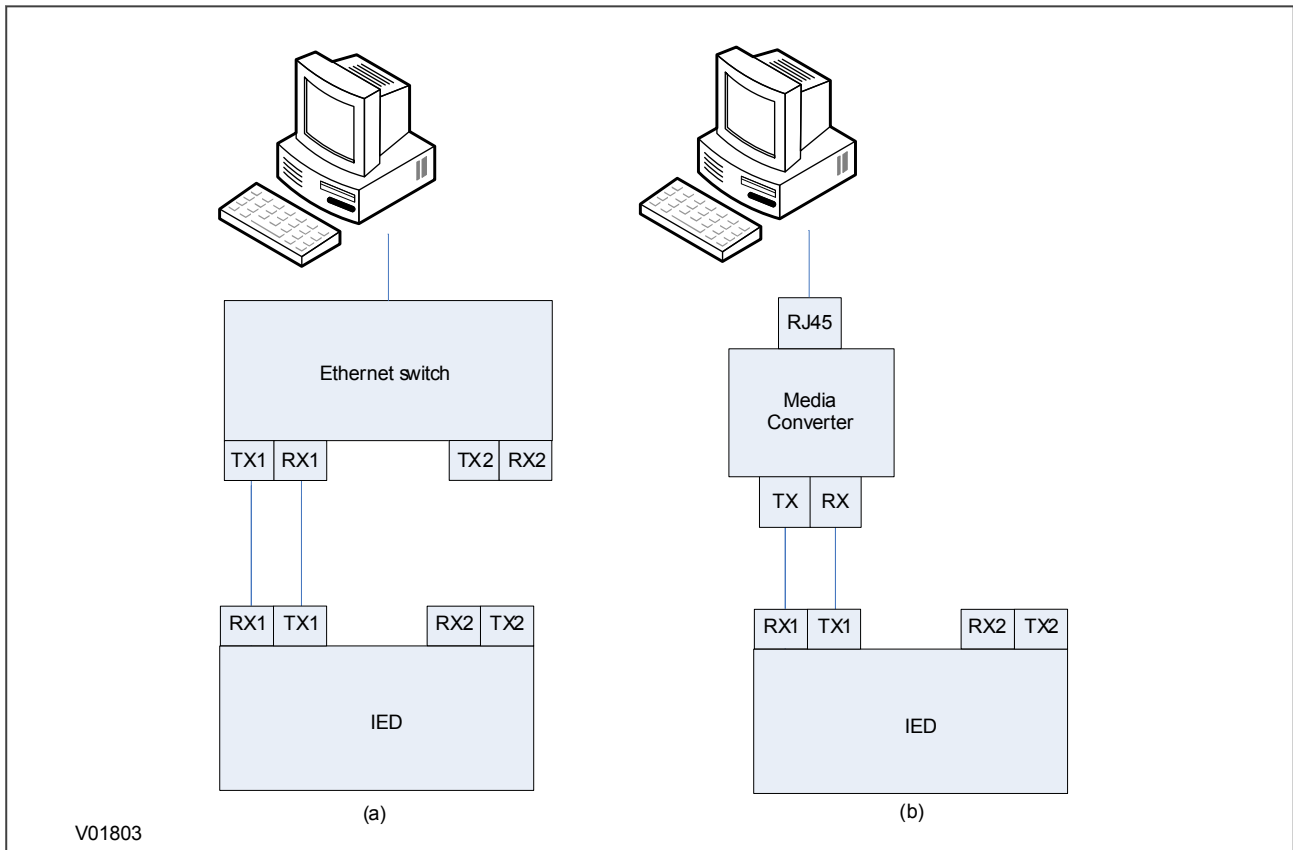 Ethernet switch
TX1 RX1 TX2 RX2
RX1 TX1 RX2 TX2
IED
(a)
RJ45
Media
Converter
TX RX
RX1 TX1 RX2 TX2
IED
(b)
V01803